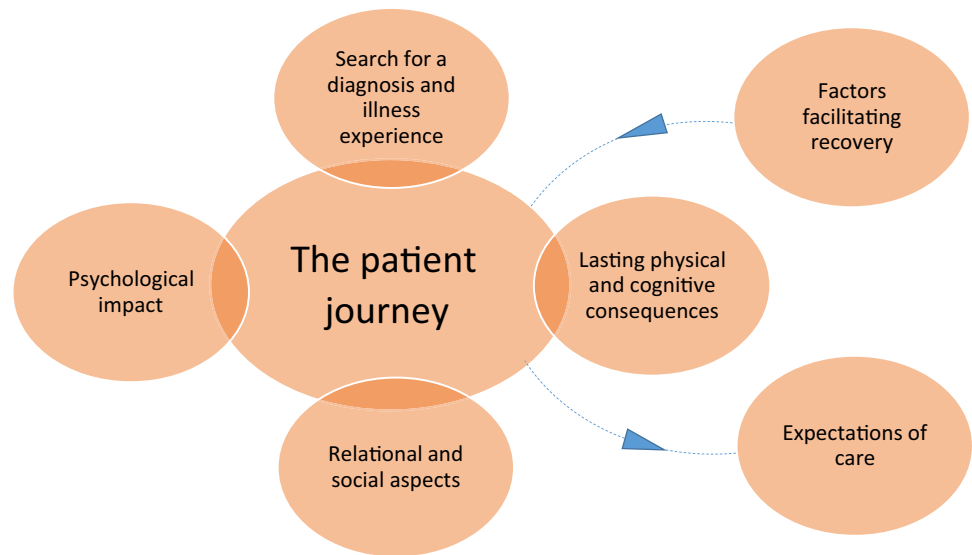 Search for a
diagnosis and
illness
experience
Factors
facilitating
recovery
The patient
journey
Psychological
impact
Lasting physical
and cognitive
consequences
Relational and
social aspects
Expectations of
care